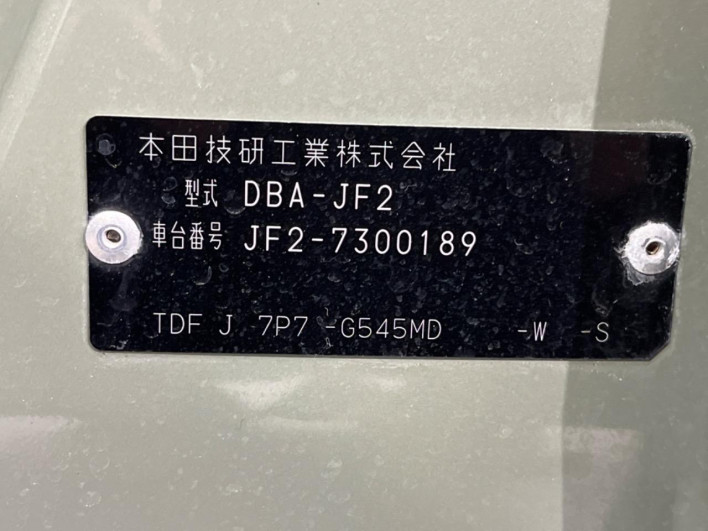 本田技研工業株式会社
型式 DBA-JF2
車台番号 JF2-7300189
TDF J 7P7 -G545MD -W -S